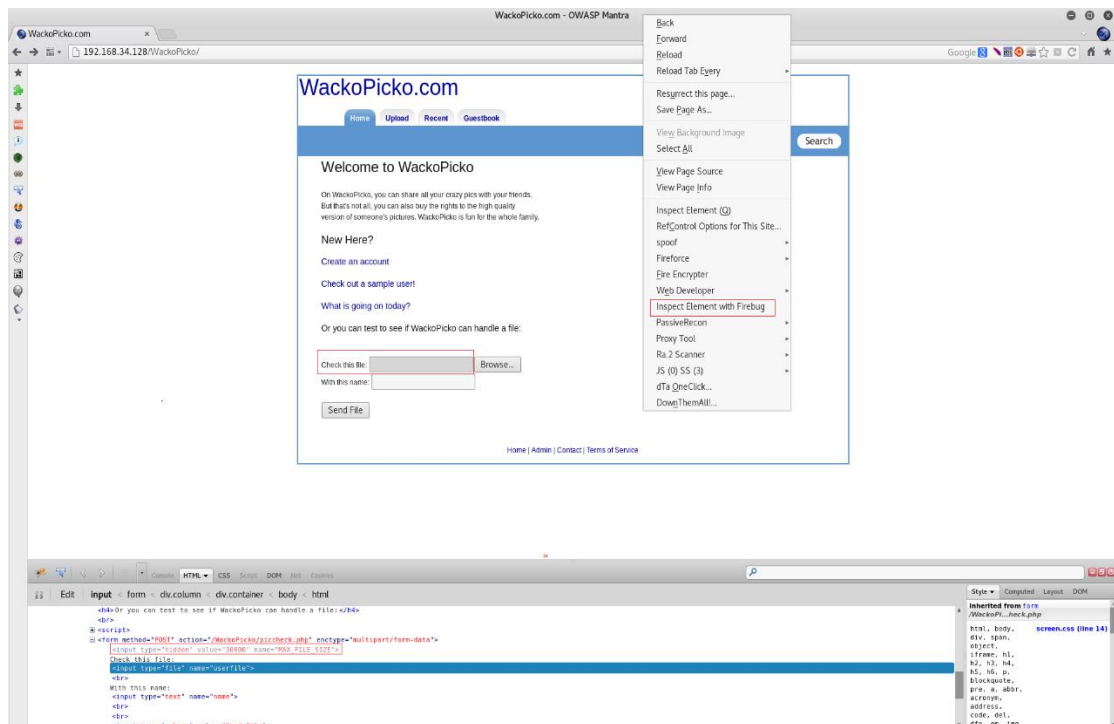 WackoPicko.com - OWASP Mantra
WackoPicko.com
192.168.34.128/WackoPicko/
Google
WackoPicko.com
Home
Upload
Recent
Guestbook
Search
Welcome to WackoPicko
On WackoPicko, you can share all your crazy pics with your friends.
But that's not all, you can also buy the rights to the high quality
version of someone's pictures. WackoPicko is fun for the whole family.
New Here?
Create an account
Check out a sample user!
What is going on today?
Or you can test to see if WackoPicko can handle a file:
Check this file:
Browse...
With this name:
Send File
Home | Admin | Contact | Terms of Service
Back
Forward
Reload
Reload Tab Every
Resurrect this page...
Save Page As...
View Background Image
Select All
View Page Source
View Page Info
Inspect Element (Q)
RefControl Options for This Site...
spoof
Fireforce
Fire Encrypter
Web Developer
Inspect Element with Firebug
PassiveRecon
Proxy Tool
Ra.2 Scanner
JS (0) SS (3)
dTa OneClick...
DownThemAll!...
Console HTML CSS Script DOM Net Cookies
Edit input < form < div.column < div.container < body < html
<h4>Or you can test to see if WackoPicko can handle a file:</h4>
<br>
<script>
<form method="POST" action="/WackoPicko/piccheck.php" enctype="multipart/form-data">
<input type="hidden" value="30000" name="MAX_FILE_SIZE">
Check this file:
<input type="file" name="userfile">
<br>
With this name:
<input type="text" name="name">
<br>
<br>
Style Computed Layout DOM
Inherited from form
/WackoPi...heck.php
html, body, screen.css (line 14)
div, span,
object,
iframe, h1,
h2, h3, h4,
h5, h6, p,
blockquote,
pre, a, abbr,
acronym,
address,
code, del,